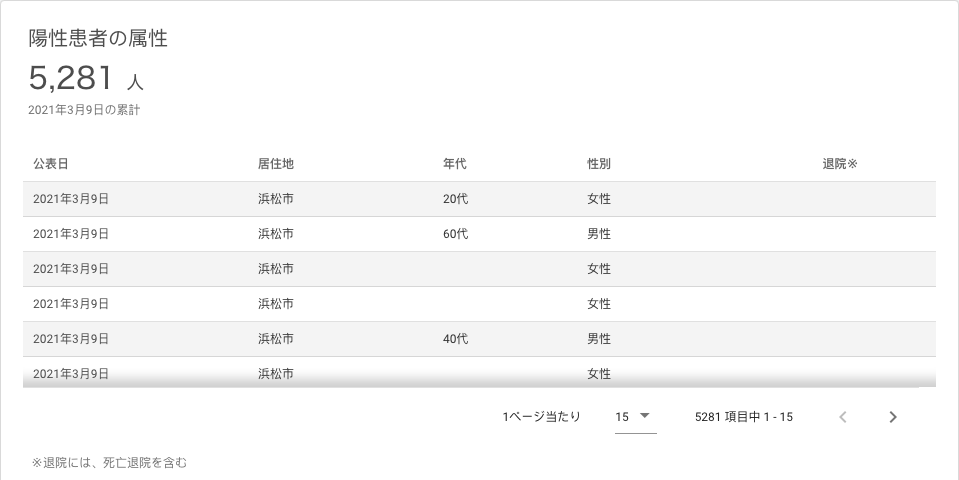 陽性患者の属性
5,281 人
2021年3月9日の累計
公表日 居住地 年代 性別 退院※
2021年3月9日 浜松市 20代 女性
2021年3月9日 浜松市 60代 男性
2021年3月9日 浜松市 女性
2021年3月9日 浜松市 女性
2021年3月9日 浜松市 40代 男性
2021年3月9日 浜松市 女性
1ページ当たり 15 5281 項目中 1 - 15
※退院には、死亡退院を含む